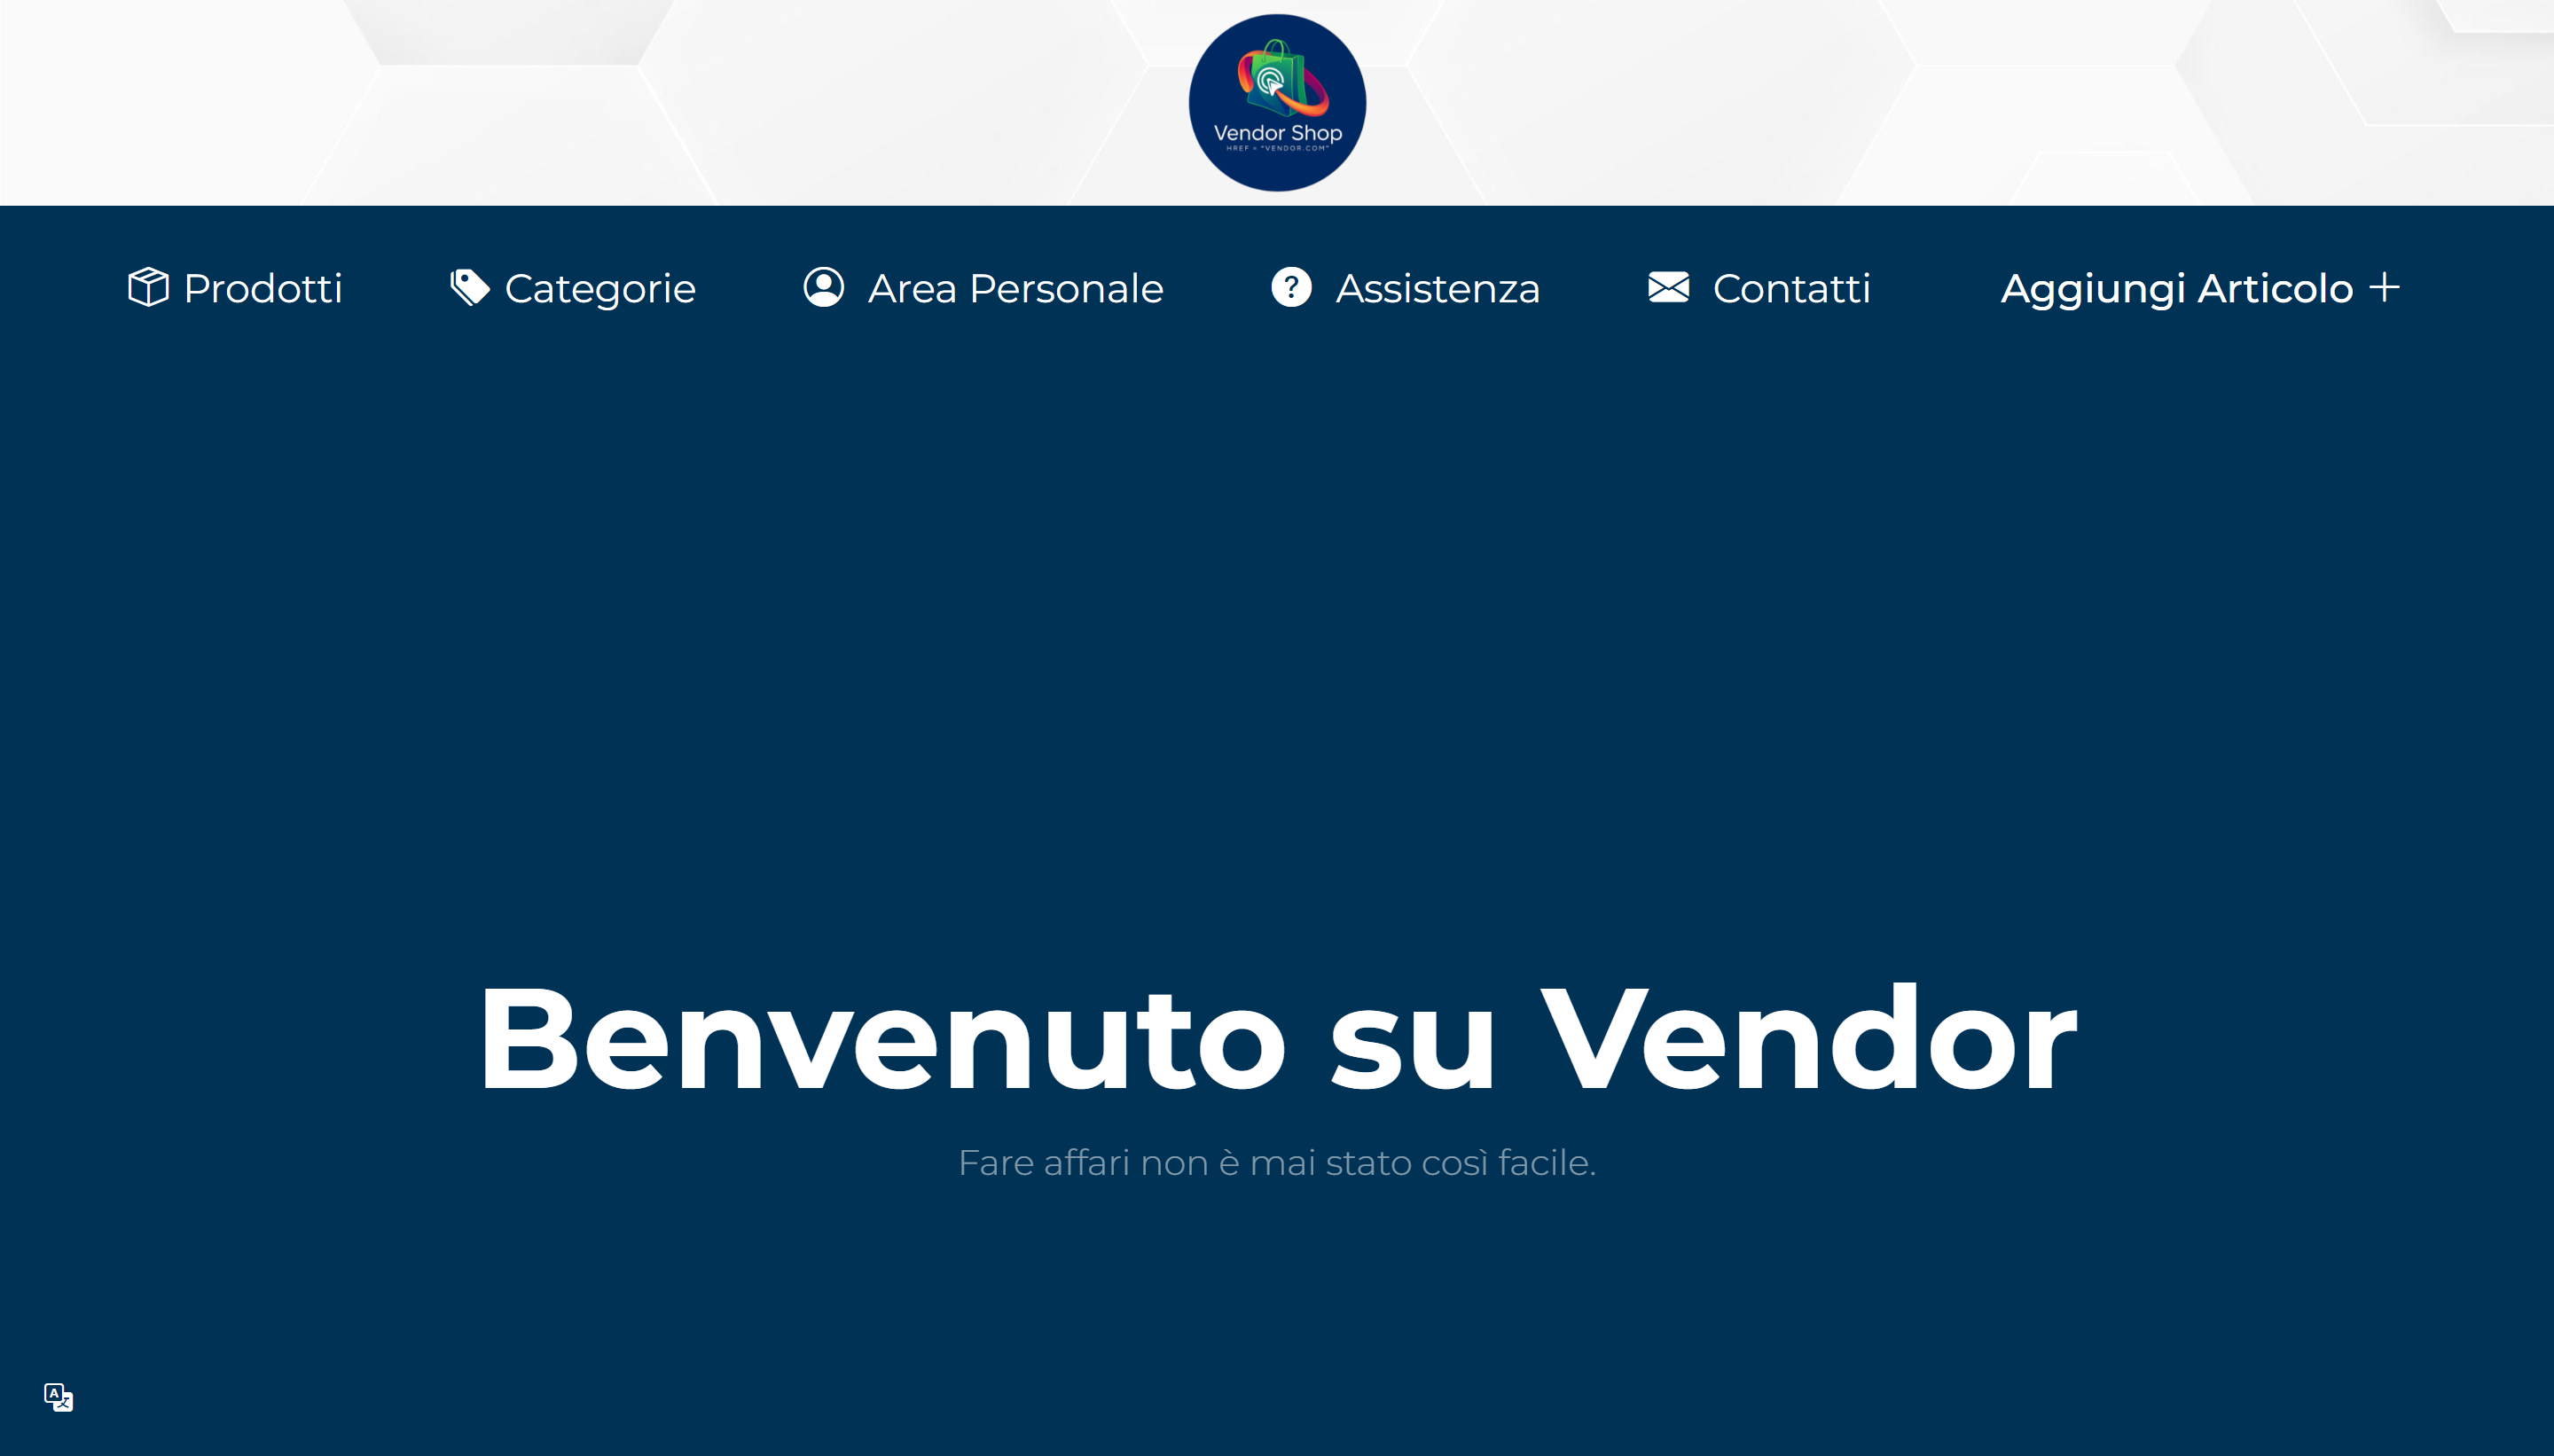 Vendor Shop
HREF = "VENDOR.COM"
Prodotti Categorie Area Personale Assistenza Contatti Aggiungi Articolo +
Benvenuto su Vendor
Fare affari non è mai stato così facile.